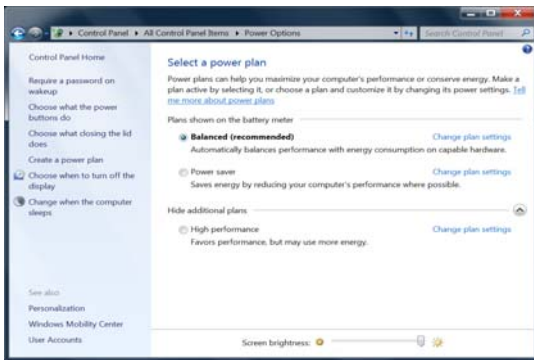 Control Panel ▸ All Control Panel Items ▸ Power Options
Search Control Panel
Control Panel Home
Require a password on
wakeup
Choose what the power
buttons do
Choose what closing the lid
does
Create a power plan
Choose when to turn off the
display
Change when the computer
sleeps
See also
Personalization
Windows Mobility Center
User Accounts
Select a power plan
Power plans can help you maximize your computer's performance or conserve energy. Make a
plan active by selecting it, or choose a plan and customize it by changing its power settings. Tell
me more about power plans
Plans shown on the battery meter
Balanced (recommended) Change plan settings
Automatically balances performance with energy consumption on capable hardware.
Power saver Change plan settings
Saves energy by reducing your computer's performance where possible.
Hide additional plans
High performance Change plan settings
Favors performance, but may use more energy.
Screen brightness: